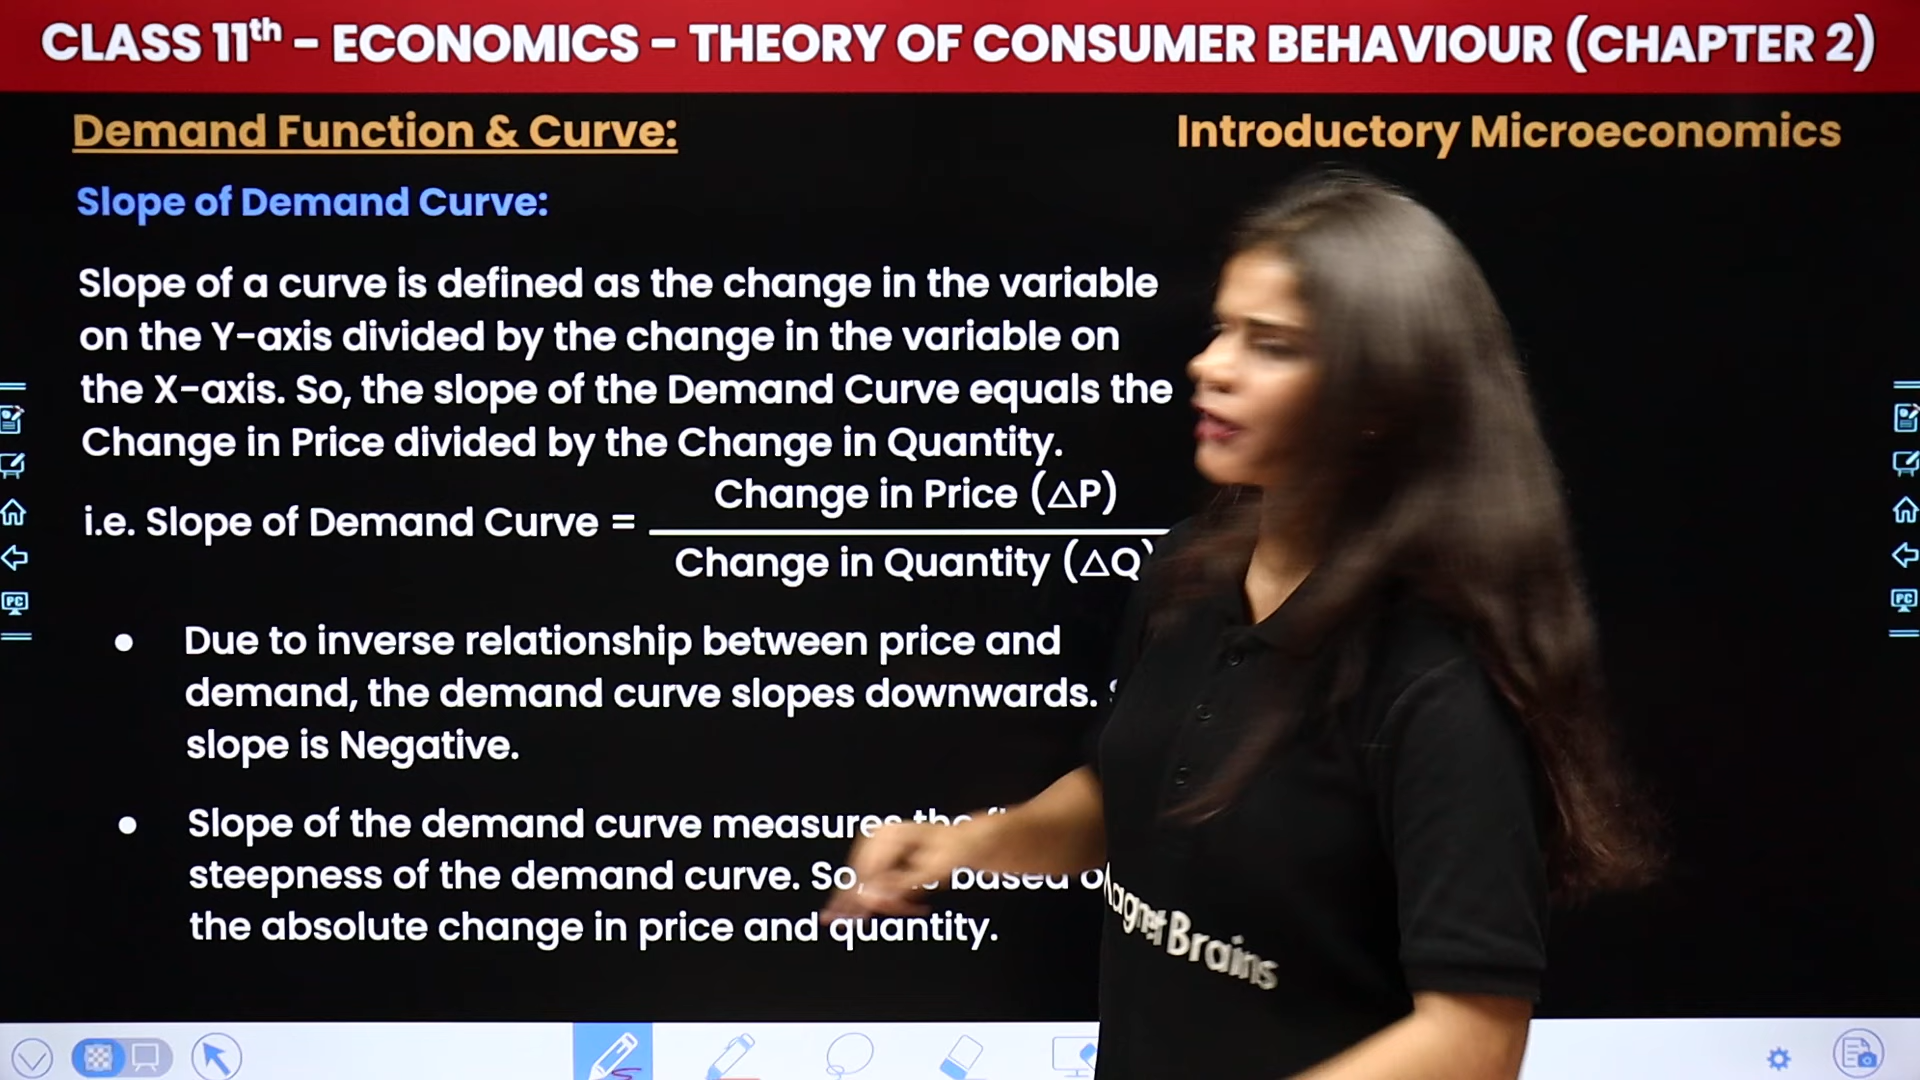 CLASS 11th - ECONOMICS - THEORY OF CONSUMER BEHAVIOUR (CHAPTER 2)
Demand Function & Curve:
Introductory Microeconomics
Slope of Demand Curve:
Slope of a curve is defined as the change in the variable
on the Y-axis divided by the change in the variable on
the X-axis. So, the slope of the Demand Curve equals the
Change in Price divided by the Change in Quantity.
Change in Price (△P)
i.e. Slope of Demand Curve =
Change in Quantity (△Q)
• Due to inverse relationship between price and
demand, the demand curve slopes downwards.
slope is Negative.
• Slope of the demand curve measures the
steepness of the demand curve. So, based
the absolute change in price and quantity.
Magnet Brains
PC
PC